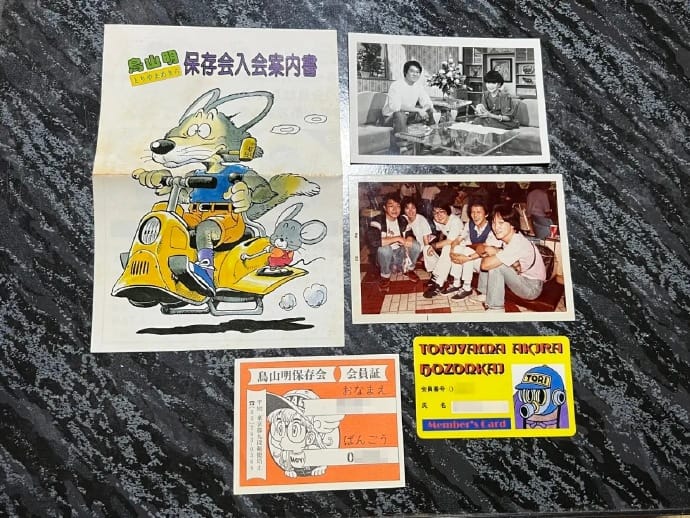 鳥山明
とりやまあきら
保存会入会案内書
鳥山明保存会
会員証
おなまえ
ばんごう
0
TORIYAMA AKIRA
HOZONKAI
会員番号 0
氏 名
TORI
Member's Card